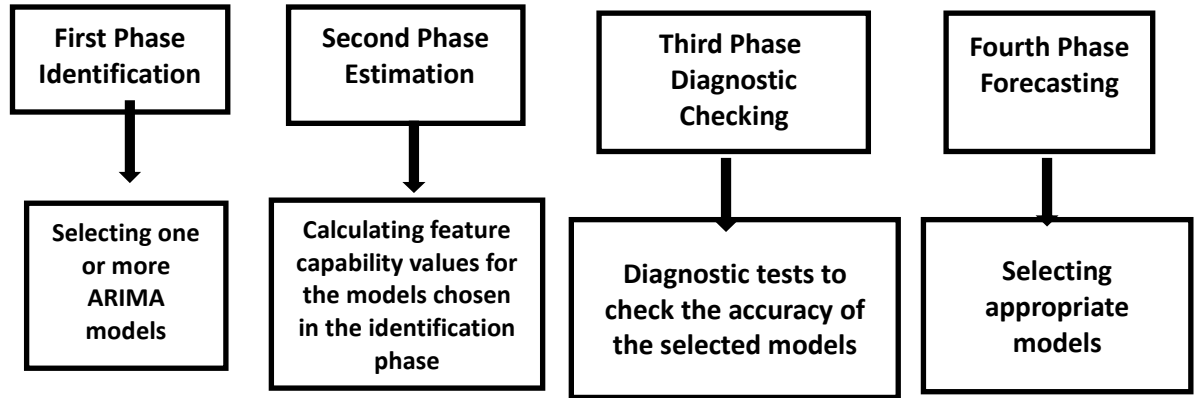 First Phase
Identification
Second Phase
Estimation
Third Phase
Diagnostic
Checking
Fourth Phase
Forecasting
Selecting one
or more
ARIMA
models
Calculating feature
capability values for
the models chosen
in the identification
phase
Diagnostic tests to
check the accuracy of
the selected models
Selecting
appropriate
models